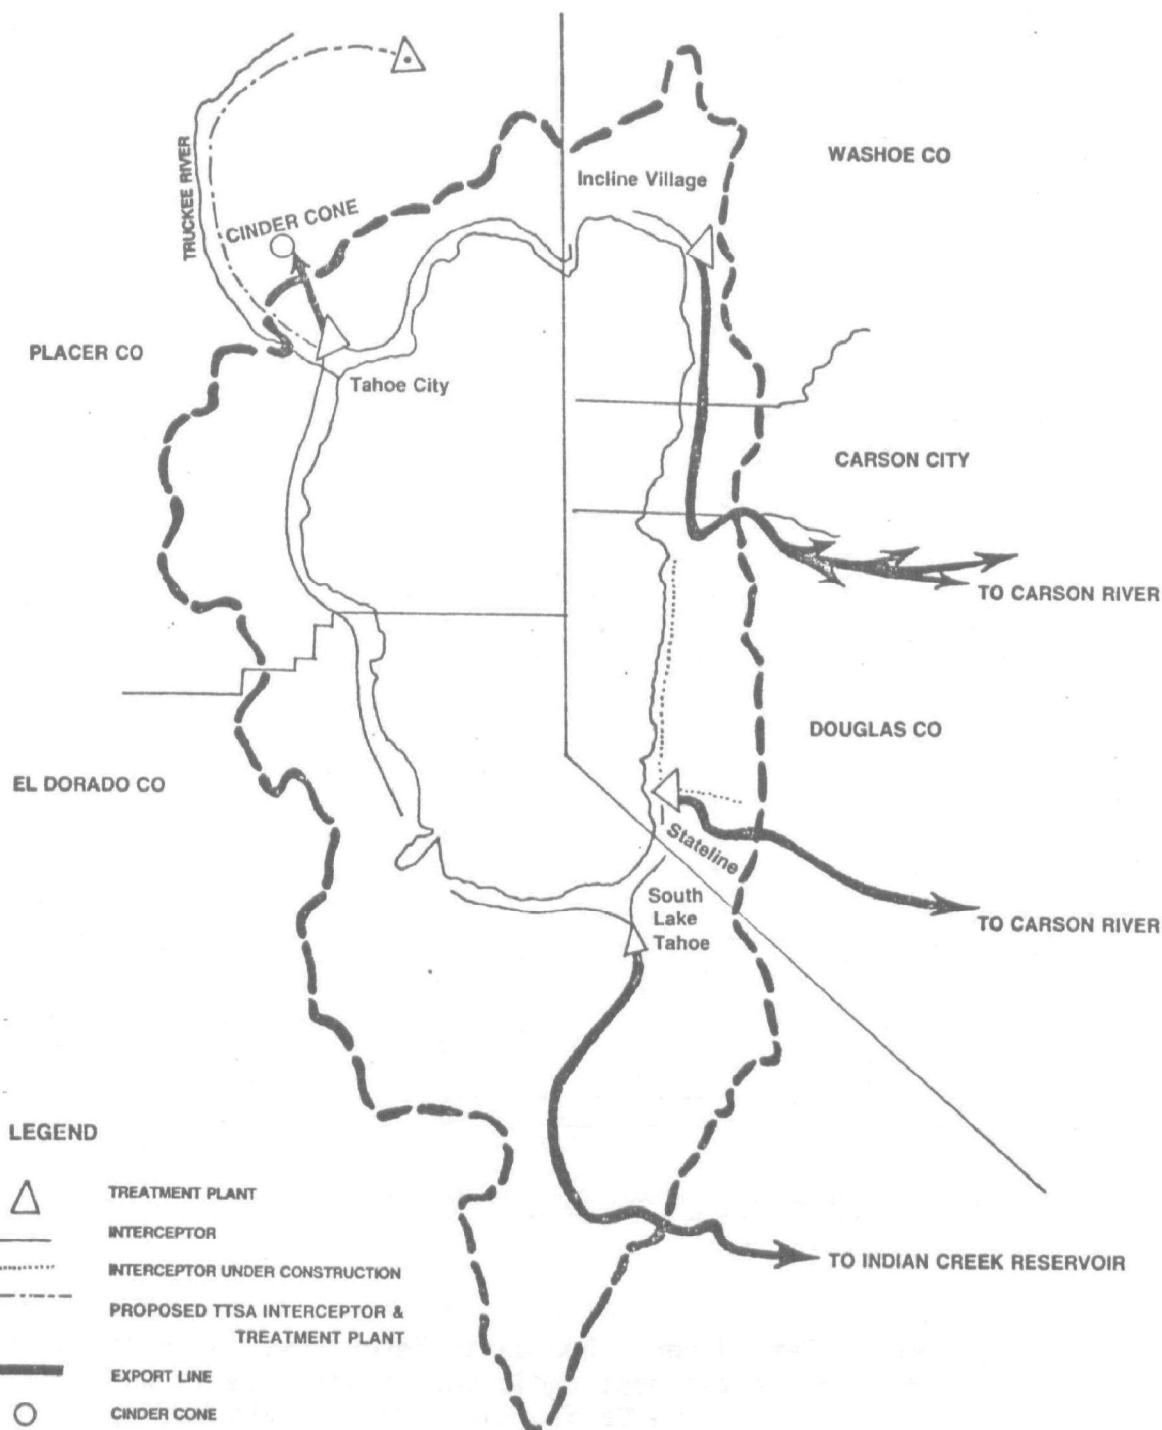 WASHOE CO
Incline Village
TRUCKEE RIVER
CINDER CONE
PLACER CO
Tahoe City
CARSON CITY
TO CARSON RIVER
DOUGLAS CO
EL DORADO CO
Stateline
South
Lake
Tahoe
TO CARSON RIVER
LEGEND
TREATMENT PLANT
INTERCEPTOR
INTERCEPTOR UNDER CONSTRUCTION
PROPOSED TTSA INTERCEPTOR &
TREATMENT PLANT
TO INDIAN CREEK RESERVOIR
EXPORT LINE
CINDER CONE